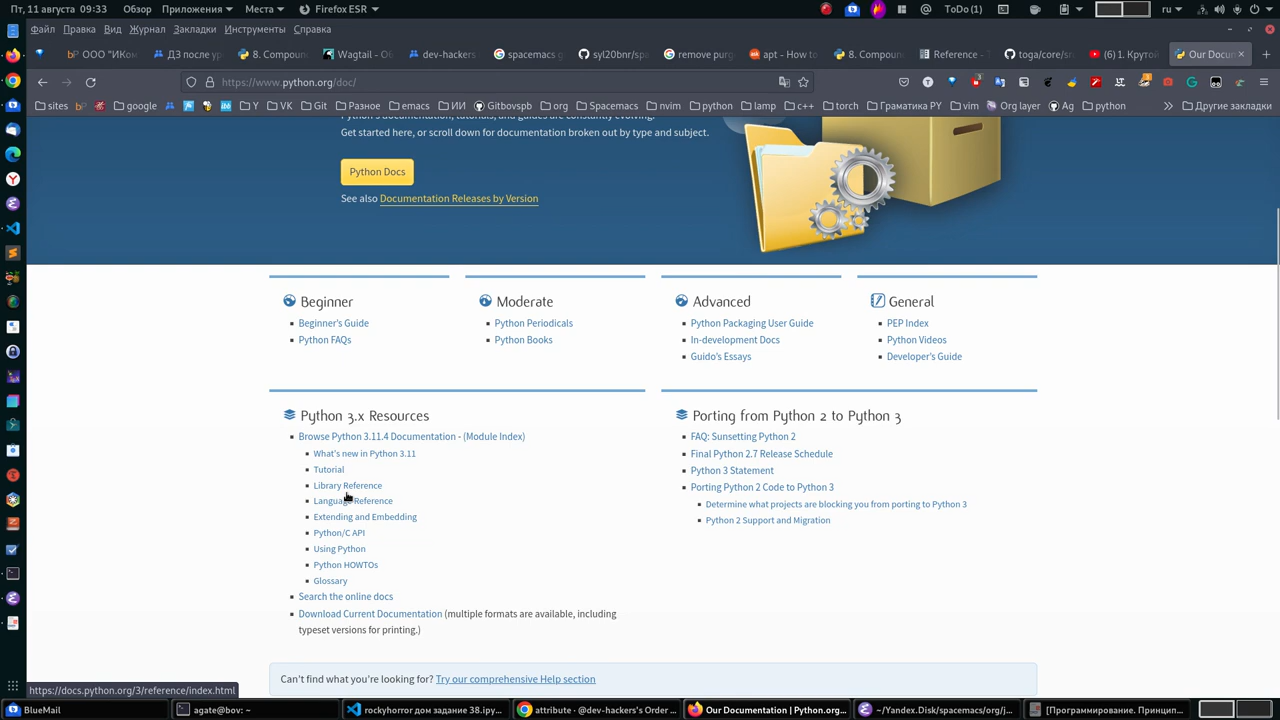 Пт, 11 августа 09:33 Обзор Приложения Места Firefox ESR ToDo (1) ru
Файл Правка Вид Журнал Закладки Инструменты Справка
ООО "ИКом ДЗ после ур 8. Compoun Wagtail - O dev-hackers spacemacs g syl20bnr/spa remove purg apt - How to 8. Compoun Reference - T toga/core/sr (6) 1. Крутой Our Docum
https://www.python.org/doc/
sites google Y VK Git Разное emacs ИИ Gitbovspb org Spacemacs nvim python lamp c++ torch Граматика PY vim Org layer Ag python Другие закладки
Python's documentation, tutorials, and guides are constantly evolving.
Get started here, or scroll down for documentation broken out by type and subject.
Python Docs
See also Documentation Releases by Version
Beginner
Beginner's Guide
Python FAQs
Moderate
Python Periodicals
Python Books
Advanced
Python Packaging User Guide
In-development Docs
Guido's Essays
General
PEP Index
Python Videos
Developer's Guide
Python 3.x Resources
Browse Python 3.11.4 Documentation - (Module Index)
What's new in Python 3.11
Tutorial
Library Reference
Language Reference
Extending and Embedding
Python/C API
Using Python
Python HOWTOs
Glossary
Search the online docs
Download Current Documentation (multiple formats are available, including
typeset versions for printing.)
Porting from Python 2 to Python 3
FAQ: Sunsetting Python 2
Final Python 2.7 Release Schedule
Python 3 Statement
Porting Python 2 Code to Python 3
Determine what projects are blocking you from porting to Python 3
Python 2 Support and Migration
Can't find what you're looking for? Try our comprehensive Help section
https://docs.python.org/3/reference/index.html
BlueMail agate@bov: ~ rockyhorror дом задание 38.ipy... attribute · @dev-hackers's Order ... Our Documentation | Python.org... ~/Yandex.Disk/spacemacs/org/j... [Программирование. Принцип...